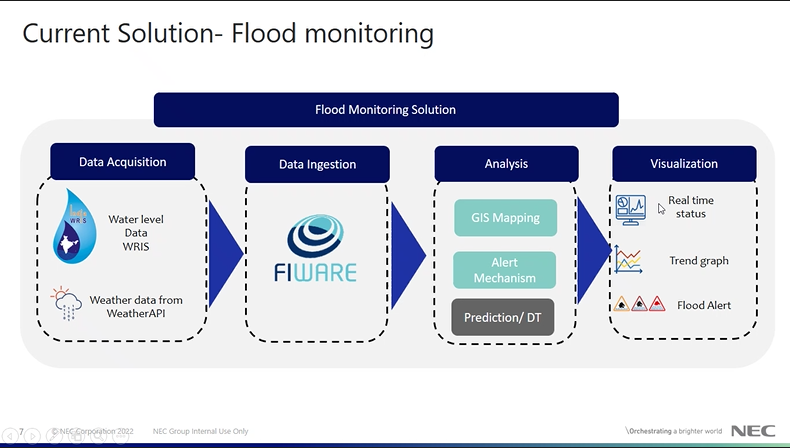 Current Solution- Flood monitoring
Flood Monitoring Solution
Data Acquisition
Water level
Data
WRIS
WRIS
Weather data from
WeatherAPI
Data Ingestion
FIWARE
Analysis
GIS Mapping
Alert
Mechanism
Prediction/ DT
Visualization
Real time
status
Trend graph
Flood Alert
7
© NEC Corporation 2022
NEC Group Internal Use Only
\Orchestrating a brighter world
NEC